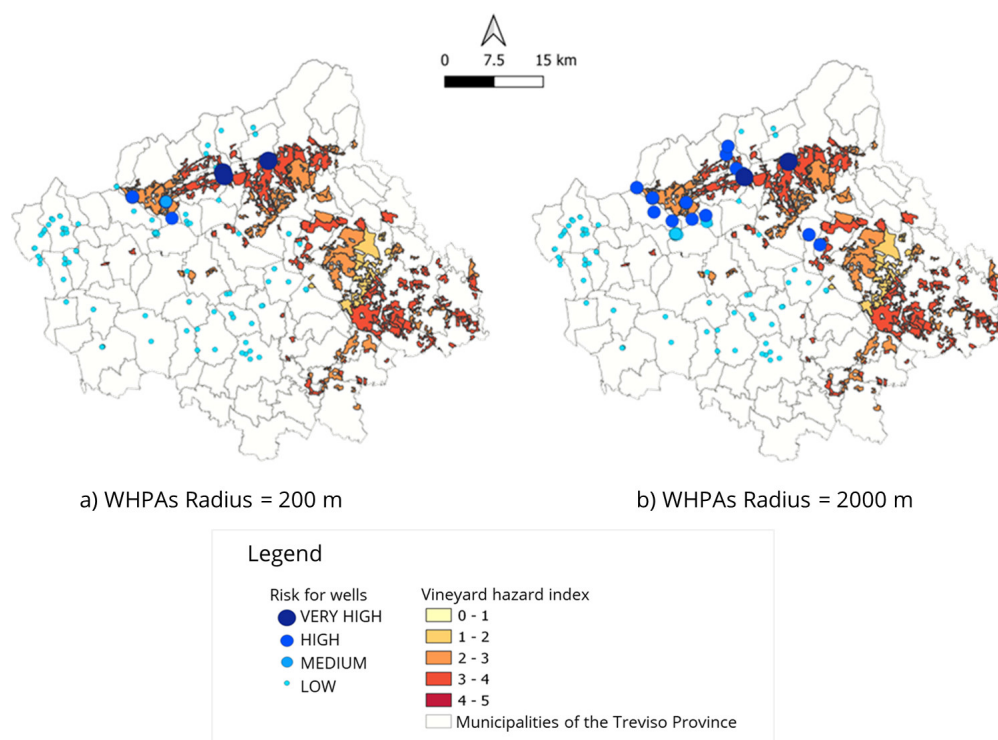 0 7.5 15 km
a) WHPAs Radius = 200 m
b) WHPAs Radius = 2000 m
Legend
Risk for wells
VERY HIGH
HIGH
MEDIUM
LOW
Vineyard hazard index
0 - 1
1 - 2
2 - 3
3 - 4
4 - 5
Municipalities of the Treviso Province